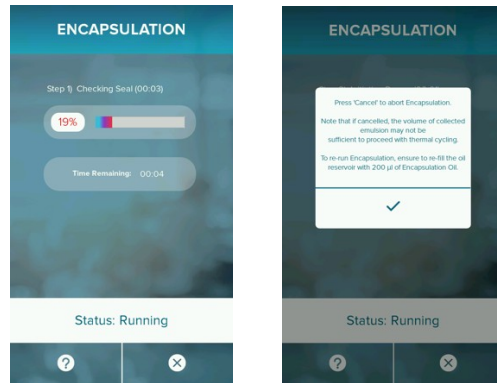 ENCAPSULATION
Step 1) Checking Seal (00:03)
19%
Time Remaining: 00:04
Status: Running
?
ENCAPSULATION
Press 'Cancel' to abort Encapsulation.
Note that if cancelled, the volume of collected
emulsion may not be
sufficient to proceed with thermal cycling.
To re-run Encapsulation, ensure to re-fill the oil
reservoir with 200 µl of Encapsulation Oil.
Status: Running
?